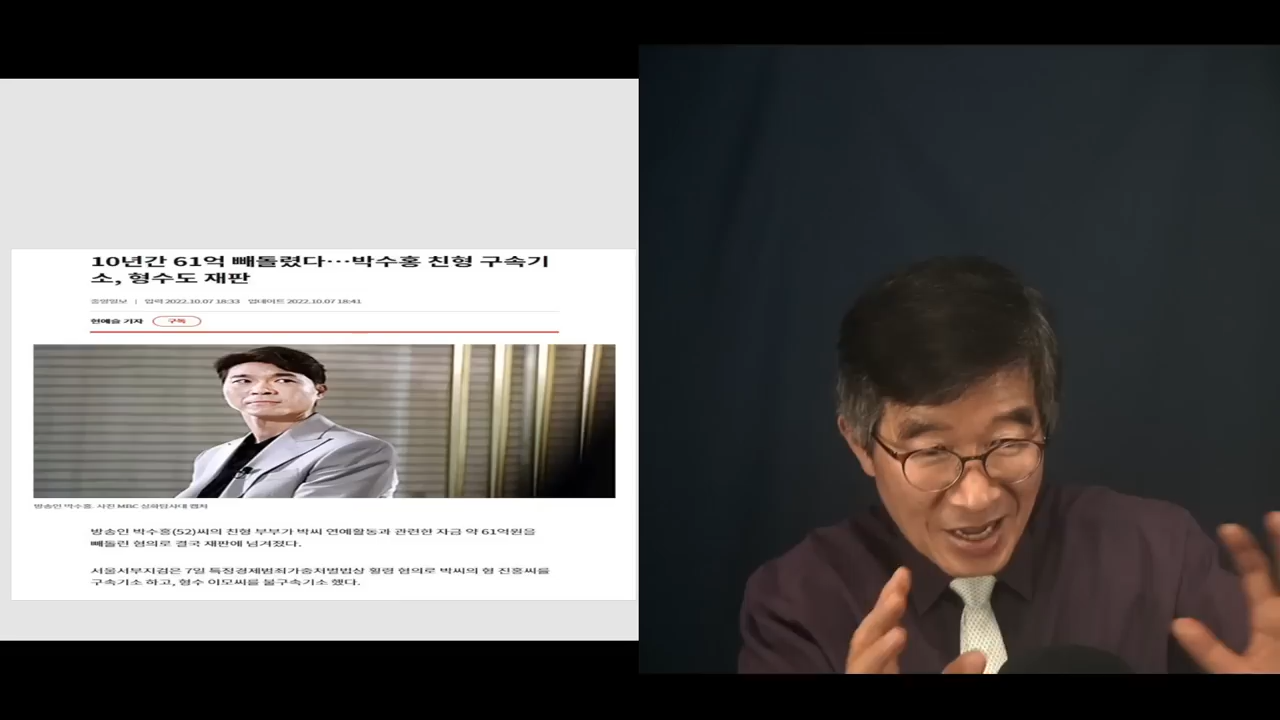 10년간 61억 빼돌렸다…박수홍 친형 구속기
소, 형수도 재판
중앙일보 | 입력 2022.10.07 18:33 업데이트 2022.10.07 18:41
현예슬 기자 구독
방송인 박수홍. 사진 MBC 실화탐사대 캡처
방송인 박수홍(52)씨의 친형 부부가 박씨 연예활동과 관련한 자금 약 61억원을
빼돌린 혐의로 결국 재판에 넘겨졌다.
서울서부지검은 7일 특정경제범죄가중처벌법상 횡령 혐의로 박씨의 형 진홍씨를
구속기소 하고, 형수 이모씨를 불구속기소 했다.